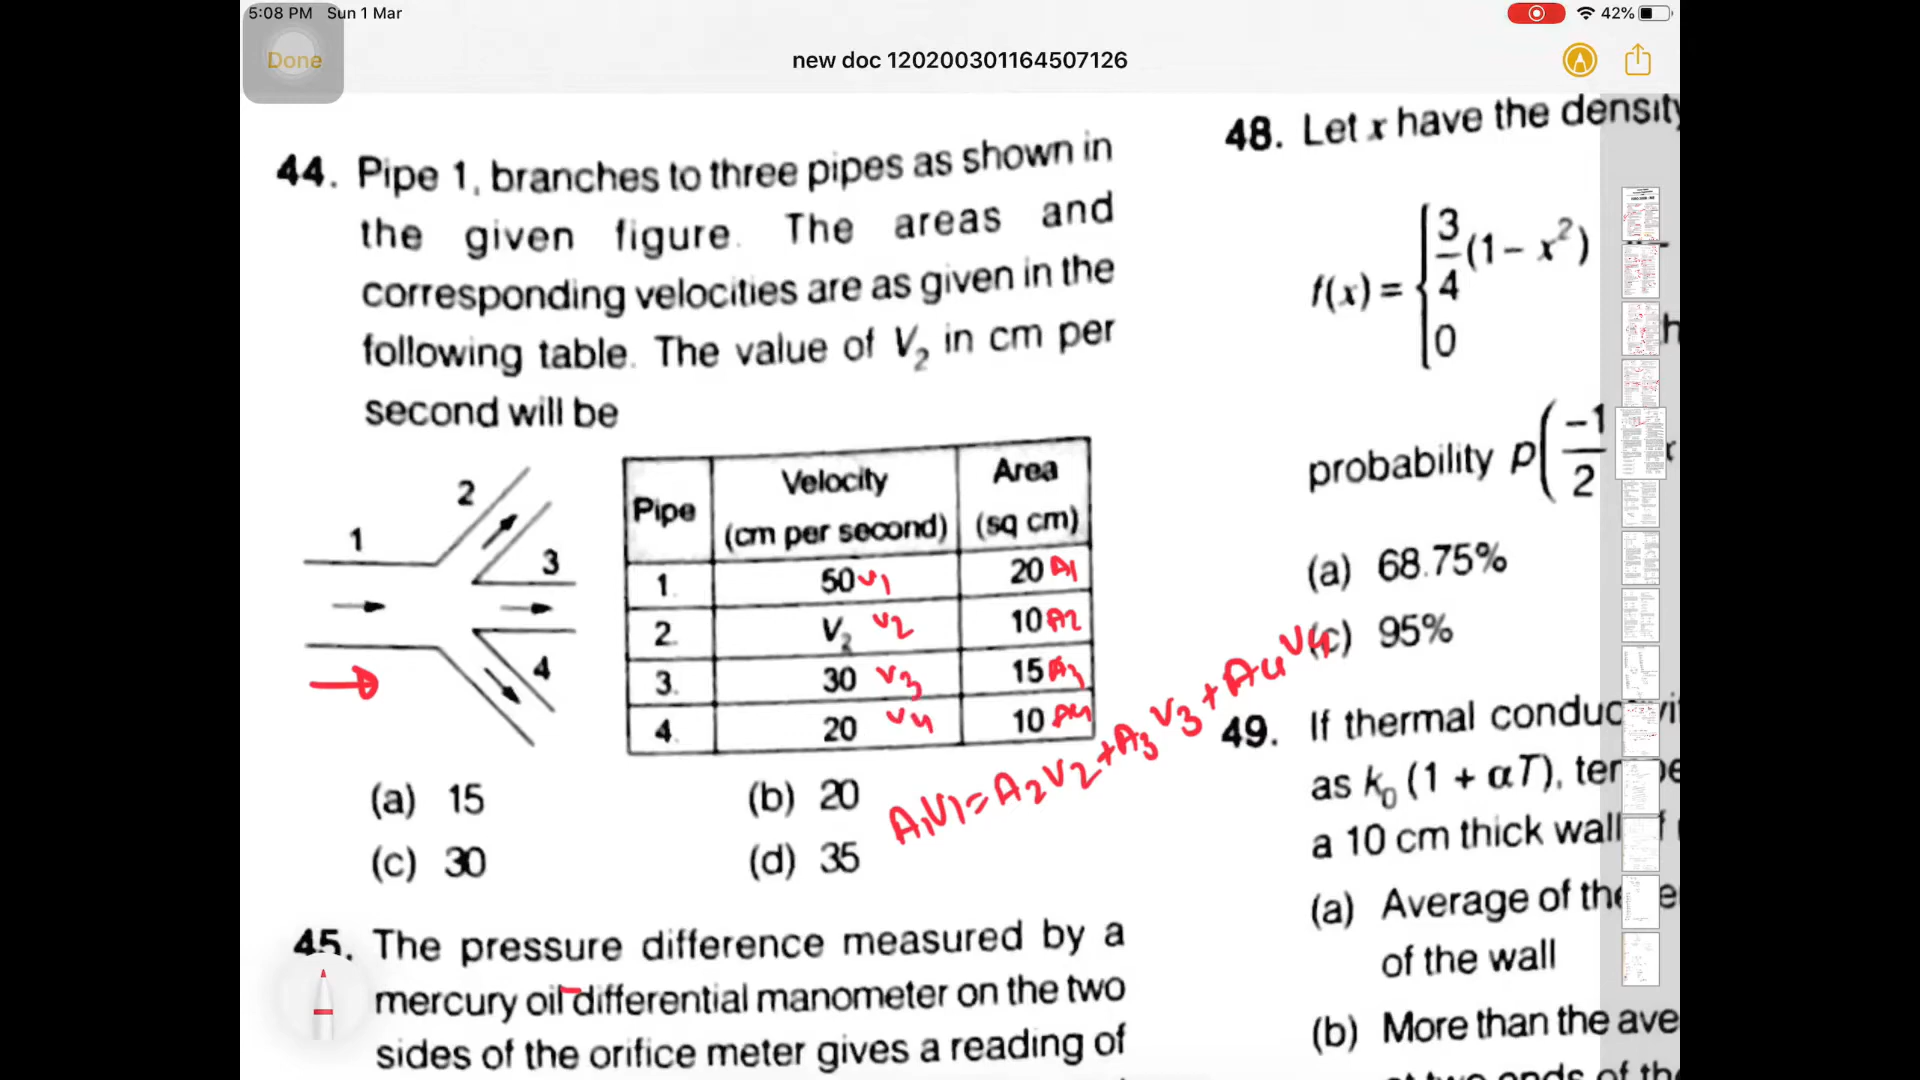 5:08 PM Sun 1 Mar
42%
Done
new doc 120200301164507126
44. Pipe 1, branches to three pipes as shown in
the given figure. The areas and
corresponding velocities are as given in the
following table. The value of V₂ in cm per
second will be
1
2
3
4
Pipe Velocity (cm per second) Area (sq cm)
1. 50 V1 20 A1
2. V₂ V2 10 A2
3. 30 V3 15 A3
4. 20 V4 10 A4
A1V1=A2V2+A3V3+A4V4
(a) 15 (b) 20
(c) 30 (d) 35
45. The pressure difference measured by a
mercury oil differential manometer on the two
sides of the orifice meter gives a reading of
48. Let x have the density
f(x) = { 3/4 (1 – x²)
0
probability p( -1/2
(a) 68.75%
(c) 95%
49. If thermal
as k₀ (1 + αT),
a 10 cm thick wall
(a) Average of
of the wall
(b) More than the